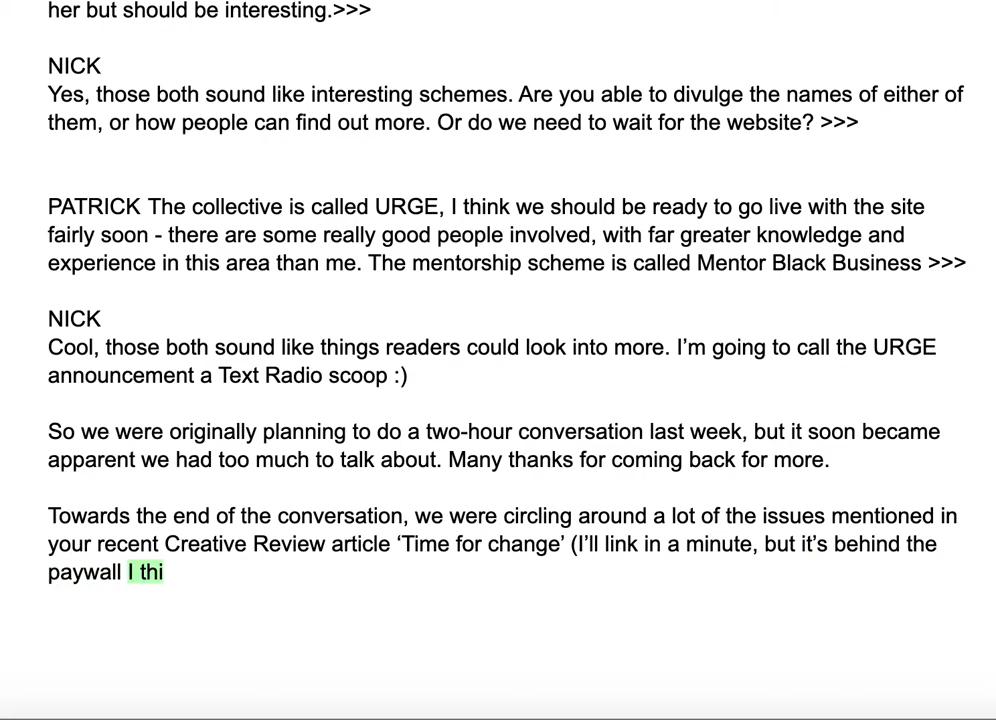 her but should be interesting.>>>
NICK
Yes, those both sound like interesting schemes. Are you able to divulge the names of either of
them, or how people can find out more. Or do we need to wait for the website? >>>
PATRICK The collective is called URGE, I think we should be ready to go live with the site
fairly soon - there are some really good people involved, with far greater knowledge and
experience in this area than me. The mentorship scheme is called Mentor Black Business >>>
NICK
Cool, those both sound like things readers could look into more. I’m going to call the URGE
announcement a Text Radio scoop :)
So we were originally planning to do a two-hour conversation last week, but it soon became
apparent we had too much to talk about. Many thanks for coming back for more.
Towards the end of the conversation, we were circling around a lot of the issues mentioned in
your recent Creative Review article ‘Time for change’ (I’ll link in a minute, but it’s behind the
paywall I thi